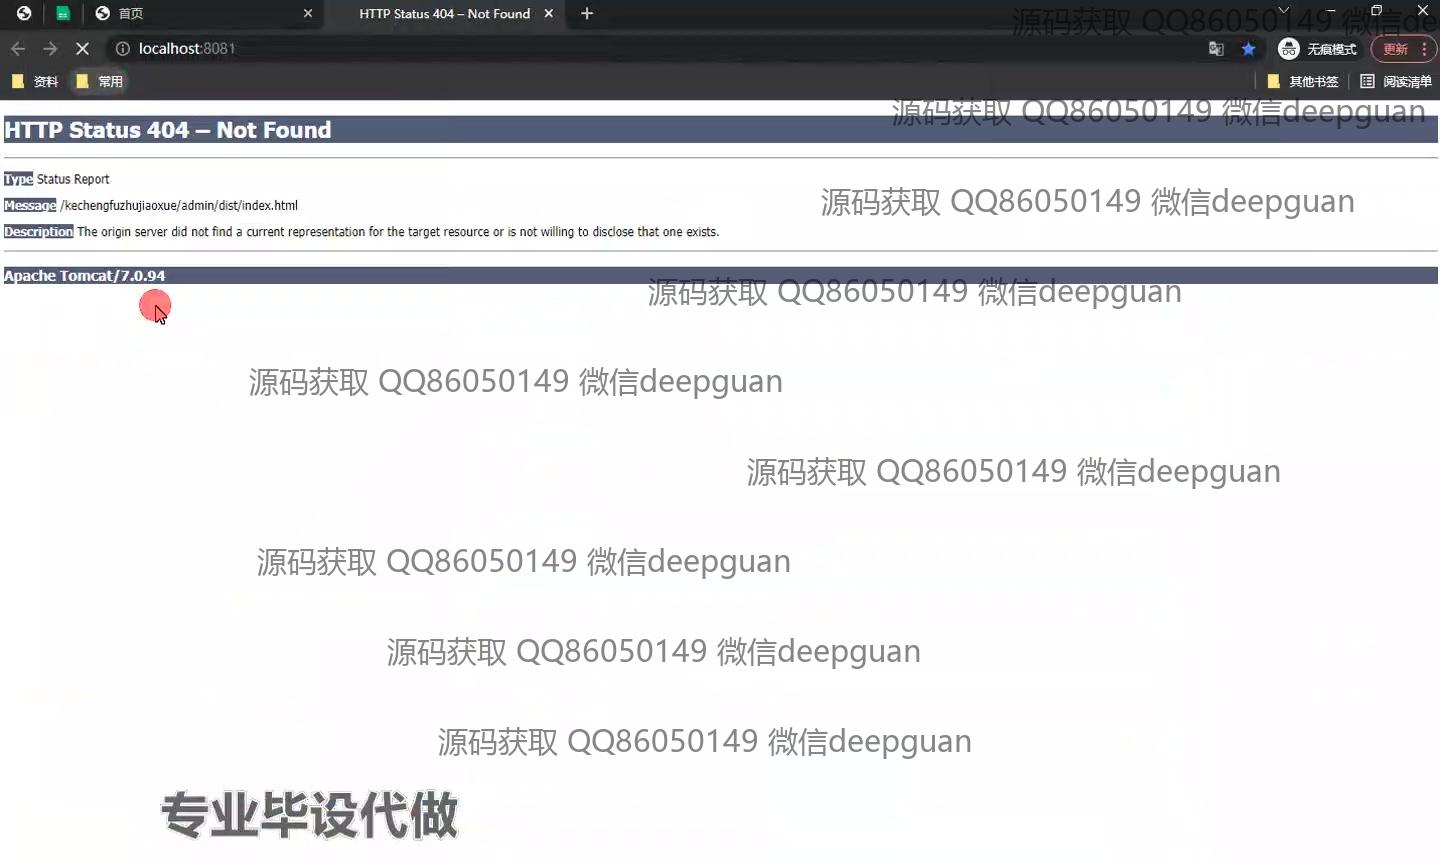 首页
HTTP Status 404 – Not Found
源码获取 QQ86050149 微信de
localhost:8081
无痕模式
更新
资料
常用
其他书签
阅读清单
源码获取 QQ86050149 微信deepguan
HTTP Status 404 – Not Found
Type Status Report
源码获取 QQ86050149 微信deepguan
Message /kechengfuzhujiaoxue/admin/dist/index.html
Description The origin server did not find a current representation for the target resource or is not willing to disclose that one exists.
Apache Tomcat/7.0.94
源码获取 QQ86050149 微信deepguan
源码获取 QQ86050149 微信deepguan
源码获取 QQ86050149 微信deepguan
源码获取 QQ86050149 微信deepguan
源码获取 QQ86050149 微信deepguan
源码获取 QQ86050149 微信deepguan
专业毕设代做